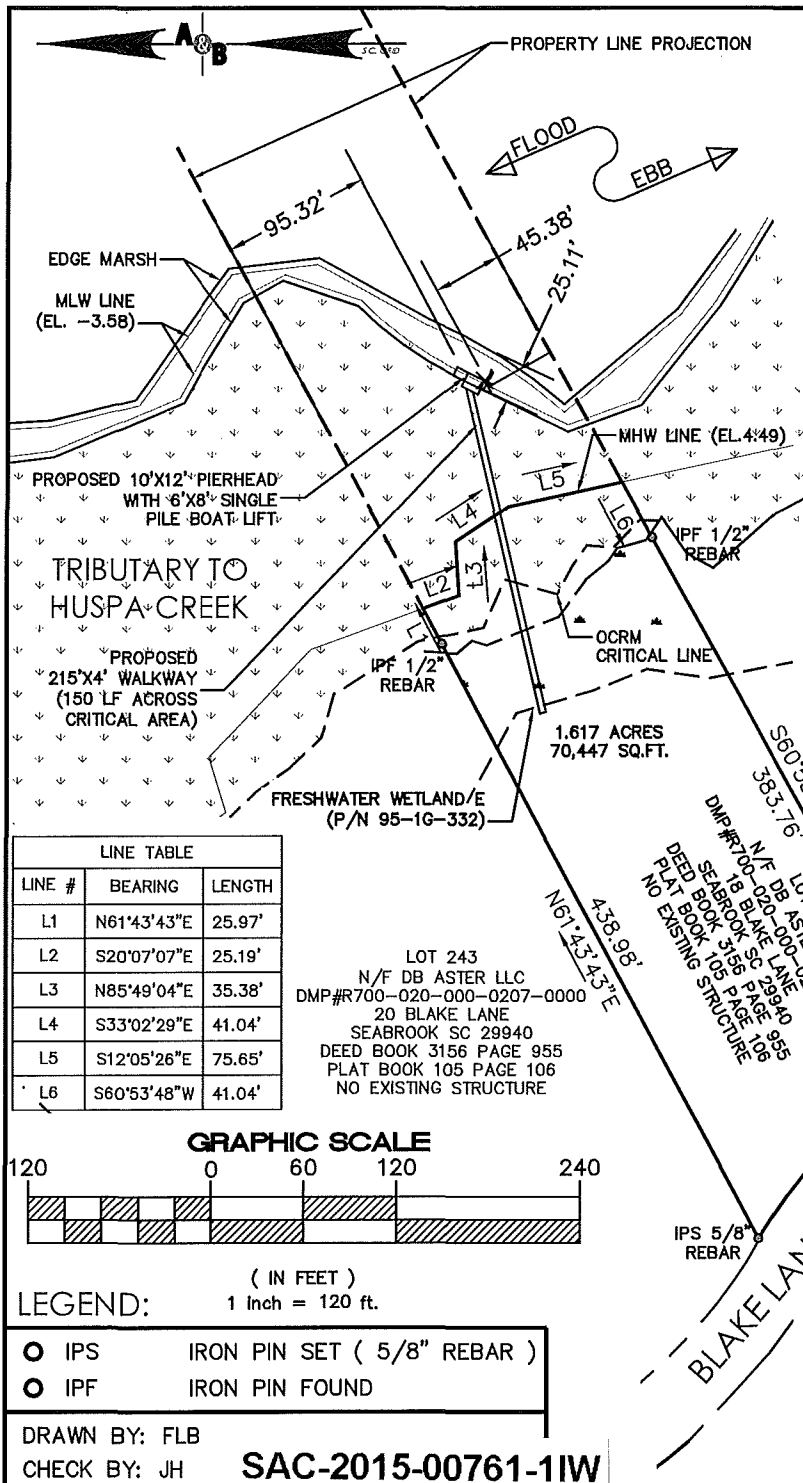 A & B
PROPERTY LINE PROJECTION
FLOOD
EBB
95.32'
45.38'
25.11'
EDGE MARSH
MLW LINE
(EL. -3.58)
MHW LINE (EL.4.49)
PROPOSED 10'X12' PIERHEAD
WITH 6'X8' SINGLE
PILE BOAT LIFT
L5
L4
L6
IPF 1/2"
REBAR
TRIBUTARY TO
HUSPA CREEK
L2
L3
L1
OCRM
CRITICAL LINE
PROPOSED
215'X4' WALKWAY
(150 LF ACROSS
CRITICAL AREA)
IPF 1/2"
REBAR
1.617 ACRES
70,447 SQ.FT.
FRESHWATER WETLAND/E
(P/N 95-1G-332)
383.76'
N/F DB ASTER
18 BLAKE LANE
SEABROOK SC 29940
DEED BOOK 3156 PAGE 955
PLAT BOOK 105 PAGE 106
NO EXISTING STRUCTURE
438.98'
N61°43'43"E
LINE TABLE
LINE # BEARING LENGTH
L1 N61°43'43"E 25.97'
L2 S20°07'07"E 25.19'
L3 N85°49'04"E 35.38'
L4 S33°02'29"E 41.04'
L5 S12°05'26"E 75.65'
L6 S60°53'48"W 41.04'
LOT 243
N/F DB ASTER LLC
DMP#R700-020-000-0207-0000
20 BLAKE LANE
SEABROOK SC 29940
DEED BOOK 3156 PAGE 955
PLAT BOOK 105 PAGE 106
NO EXISTING STRUCTURE
GRAPHIC SCALE
120 0 60 120 240
( IN FEET )
1 inch = 120 ft.
IPS 5/8"
REBAR
BLAKE LAN
LEGEND:
IPS IRON PIN SET ( 5/8" REBAR )
IPF IRON PIN FOUND
DRAWN BY: FLB
CHECK BY: JH
SAC-2015-00761-1IW